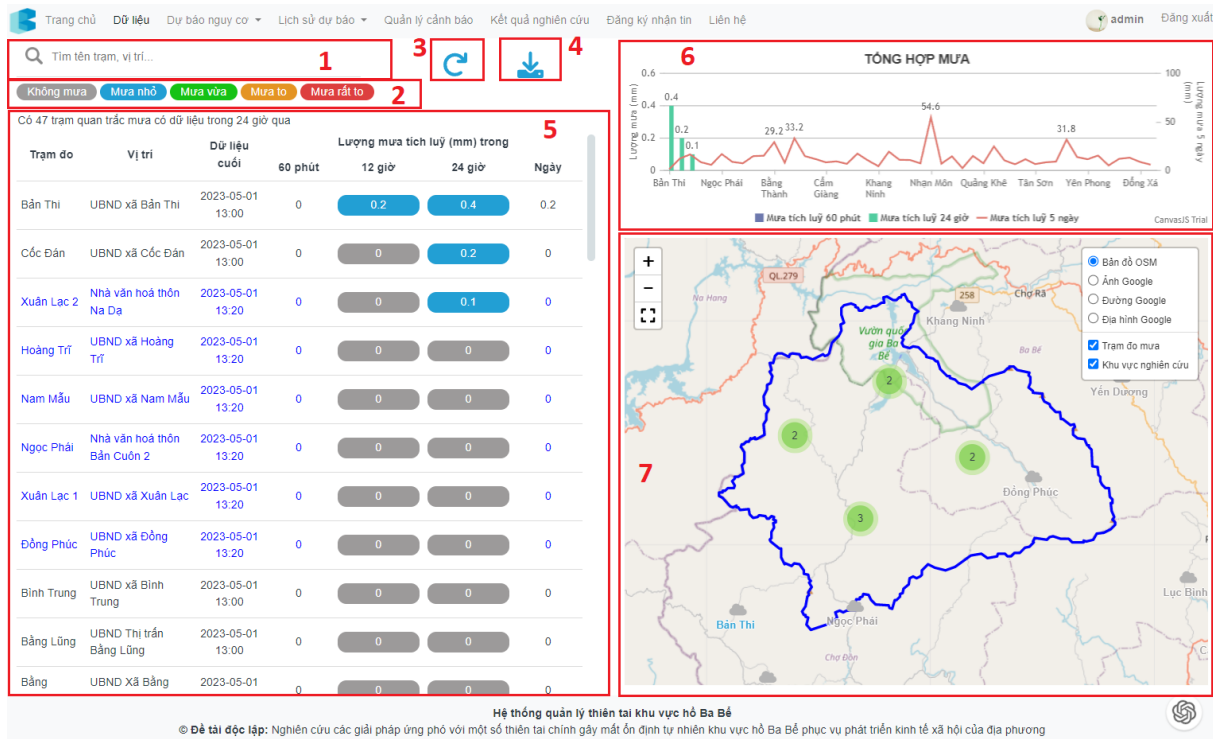 Trang chủ Dữ liệu Dự báo nguy cơ Lịch sử dự báo Quản lý cảnh báo Kết quả nghiên cứu Đăng ký nhận tin Liên hệ admin Đăng xuất
Tìm tên trạm, vị trí...
1
3
4
Không mưa Mưa nhỏ Mưa vừa Mưa to Mưa rất to
2
Có 47 trạm quan trắc mưa có dữ liệu trong 24 giờ qua
5
Trạm đo Vị trí Dữ liệu cuối Lượng mưa tích luỹ (mm) trong
60 phút 12 giờ 24 giờ Ngày
Bản Thi UBND xã Bản Thi 2023-05-01 13:00 0 0.2 0.4 0.2
Cốc Đán UBND xã Cốc Đán 2023-05-01 13:00 0 0 0.2 0
Xuân Lạc 2 Nhà văn hoá thôn Na Dạ 2023-05-01 13:20 0 0 0.1 0
Hoàng Trĩ UBND xã Hoàng Trĩ 2023-05-01 13:20 0 0 0 0
Nam Mẫu UBND xã Nam Mẫu 2023-05-01 13:20 0 0 0 0
Ngọc Phái Nhà văn hoá thôn Bản Cuôn 2 2023-05-01 13:20 0 0 0 0
Xuân Lạc 1 UBND xã Xuân Lạc 2023-05-01 13:20 0 0 0 0
Đồng Phúc UBND xã Đồng Phúc 2023-05-01 13:20 0 0 0 0
Bình Trung UBND xã Bình Trung 2023-05-01 13:00 0 0 0 0
Bằng Lũng UBND Thị trấn Bằng Lũng 2023-05-01 13:00 0 0 0 0
Bằng UBND Xã Bằng 2023-05-01 0 0 0 0
6
TỔNG HỢP MƯA
Lượng mưa (mm)
0.6
0.4
0.2
0
0.4
0.2
0.1
29.2
33.2
54.6
31.8
100
50
0
Lượng mưa 5 ngày (mm)
Bản Thi Ngọc Phái Bằng Thành Cẩm Giàng Khang Ninh Nhạn Môn Quảng Khê Tân Sơn Yên Phong Đồng Xá
Mưa tích luỹ 60 phút Mưa tích luỹ 24 giờ Mưa tích luỹ 5 ngày
CanvasJS Trial
+
−
QL.279
Na Hang
258
Chợ Rã
Khang Ninh
Vườn quốc gia Ba Bể
Ba Bể
Yến Dương
Bản đồ OSM
Ảnh Google
Đường Google
Địa hình Google
Trạm đo mưa
Khu vực nghiên cứu
2
2
2
3
7
Đồng Phúc
Lục Bình
Bản Thi
Ngọc Phái
Chợ Đồn
Hệ thống quản lý thiên tai khu vực hồ Ba Bể
© Đề tài độc lập: Nghiên cứu các giải pháp ứng phó với một số thiên tai chính gây mất ổn định tự nhiên khu vực hồ Ba Bể phục vụ phát triển kinh tế xã hội của địa phương